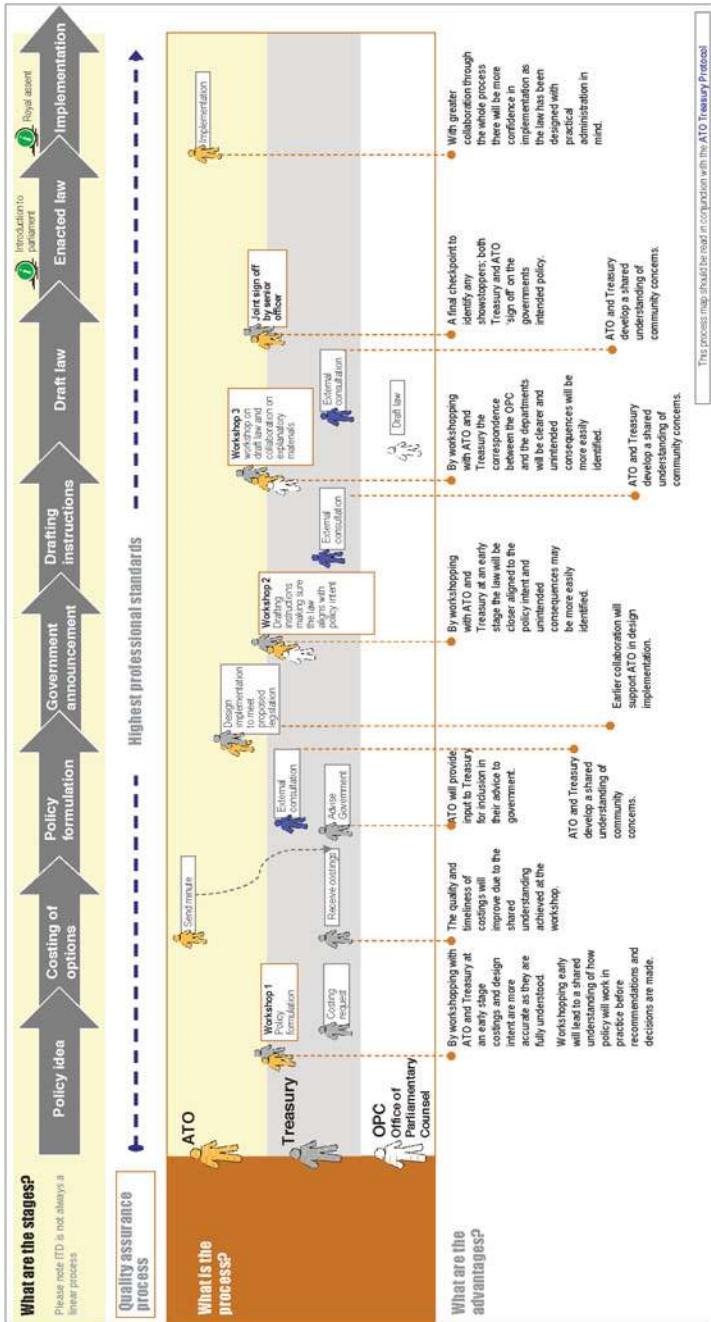 What are the stages?
Please note ITD is not always a
linear process
Policy idea
Costing of
options
Policy
formulation
Government
announcement
Drafting
instructions
Draft law
Introduction to
parliament
Enacted law
Royal assent
Implementation
Quality assurance
process
Highest professional standards
What is the
process?
ATO
Treasury
OPC
Office of
Parliamentary
Counsel
Workshop 1
Policy
formulation
Costing
request
Send minute
Receive costings
External
consultation
Advise
Government
Design
implementation
to meet
proposed
legislation
Workshop 2
Drafting
instructions
making sure
the law
aligns with
policy intent
External
consultation
Workshop 3
workshop on
draft law and
collaboration on
explanatory
materials
External
consultation
Draft law
Joint sign off
by senior
officer
Implementation
What are the
advantages?
By workshopping with
ATO and Treasury at
an early stage
costings and design
intent are more
accurate as they are
fully understood.
Workshopping early
will lead to a shared
understanding of how
policy will work in
practice before
recommendations and
decisions are made.
The quality and
timeliness of
costings will
improve due to the
shared
understanding
achieved at the
workshop.
ATO will provide
input to Treasury
for inclusion in
their advice to
government.
ATO and Treasury
develop a shared
understanding of
community
concerns.
Earlier collaboration will
support ATO in design
implementation.
By workshopping
with ATO and
Treasury at an early
stage the law will be
closer aligned to the
policy intent and
unintended
consequences may
be more easily
identified.
ATO and Treasury
develop a shared
understanding of
community concerns.
By workshopping
with ATO and
Treasury the
correspondence
between the OPC
and the departments
will be clearer and
unintended
consequences will be
more easily
identified.
ATO and Treasury
develop a shared
understanding of
community concerns.
A final checkpoint to
identify any
showstoppers: both
Treasury and ATO
'sign off' on the
governments
intended policy.
With greater
collaboration through
the whole process
there will be more
confidence in
implementation as
the law has been
designed with
practical
administration in
mind.
This process map should be read in conjunction with the ATO Treasury Protocol